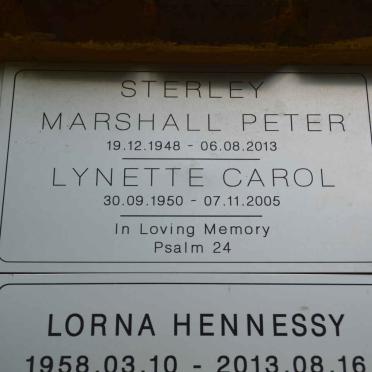 STERLEY
MARSHALL PETER
19.12.1948 - 06.08.2013
LYNETTE CAROL
30.09.1950 - 07.11.2005
In Loving Memory
Psalm 24
LORNA HENNESSY
1958.03.10 - 2013.08.16